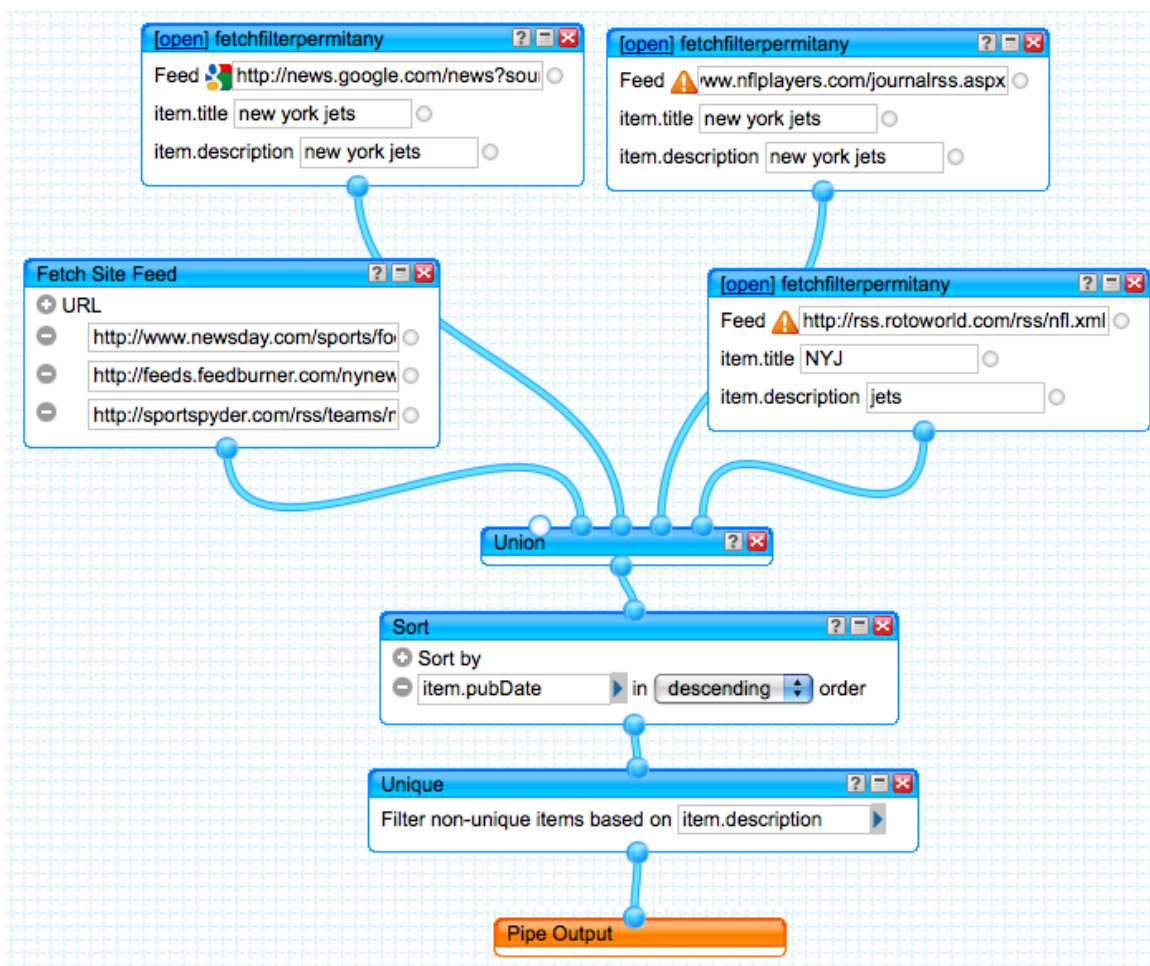 [open] fetchfilterpermitany
Feed http://news.google.com/news?sour
item.title new york jets
item.description new york jets
[open] fetchfilterpermitany
Feed www.nflplayers.com/journalrss.aspx
item.title new york jets
item.description new york jets
Fetch Site Feed
URL
http://www.newsday.com/sports/foo
http://feeds.feedburner.com/nynew
http://sportspyder.com/rss/teams/n
[open] fetchfilterpermitany
Feed http://rss.rotoworld.com/rss/nfl.xml
item.title NYJ
item.description jets
Union
Sort
Sort by
item.pubDate in descending order
Unique
Filter non-unique items based on item.description
Pipe Output